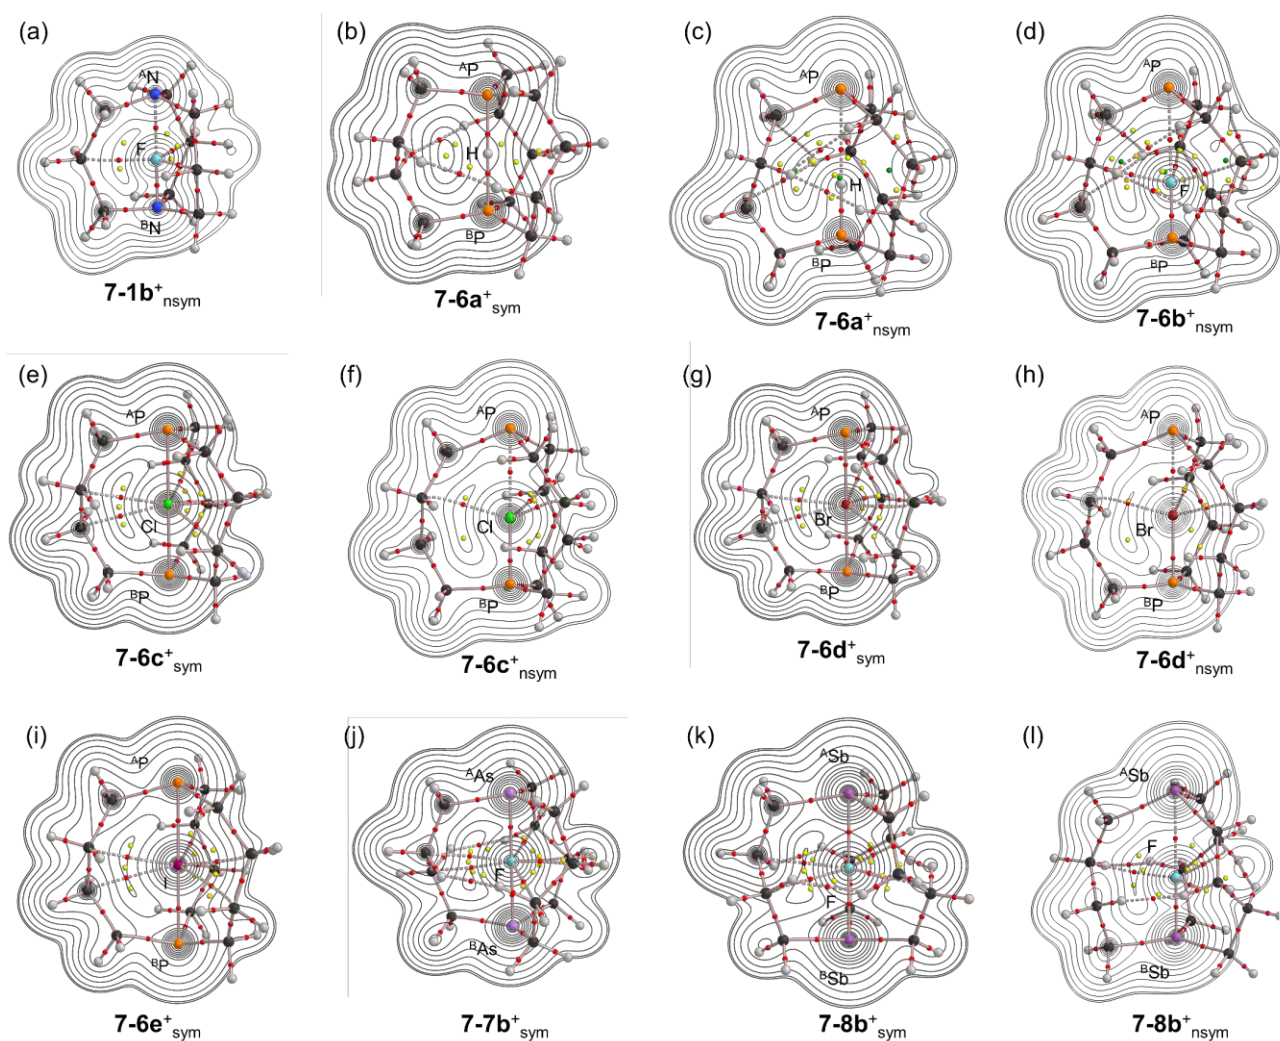 (a) (b) (c) (d)
ᴬN ᴬP ᴬP ᴬP
F H H F
ᴮN ᴮP ᴮP ᴮP
7-1b⁺nsym 7-6a⁺sym 7-6a⁺nsym 7-6b⁺nsym
(e) (f) (g) (h)
ᴬP ᴬP ᴬP ᴬP
Cl Cl Br Br
ᴮP ᴮP ᴮP ᴮP
7-6c⁺sym 7-6c⁺nsym 7-6d⁺sym 7-6d⁺nsym
(i) (j) (k) (l)
ᴬP ᴬAs ᴬSb ᴬSb
I F F F
ᴮP ᴮAs ᴮSb ᴮSb
7-6e⁺sym 7-7b⁺sym 7-8b⁺sym 7-8b⁺nsym